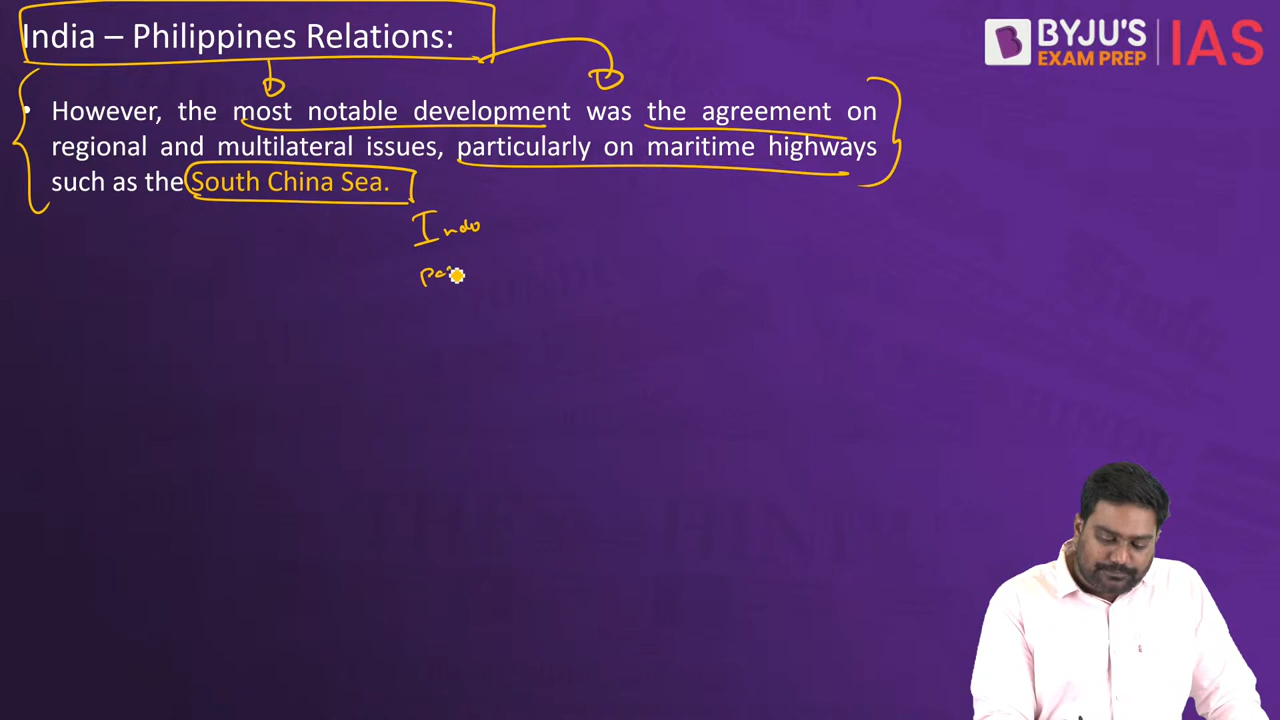 India – Philippines Relations:
BYJU'S
EXAM PREP
IAS
• However, the most notable development was the agreement on
regional and multilateral issues, particularly on maritime highways
such as the South China Sea.
Indo